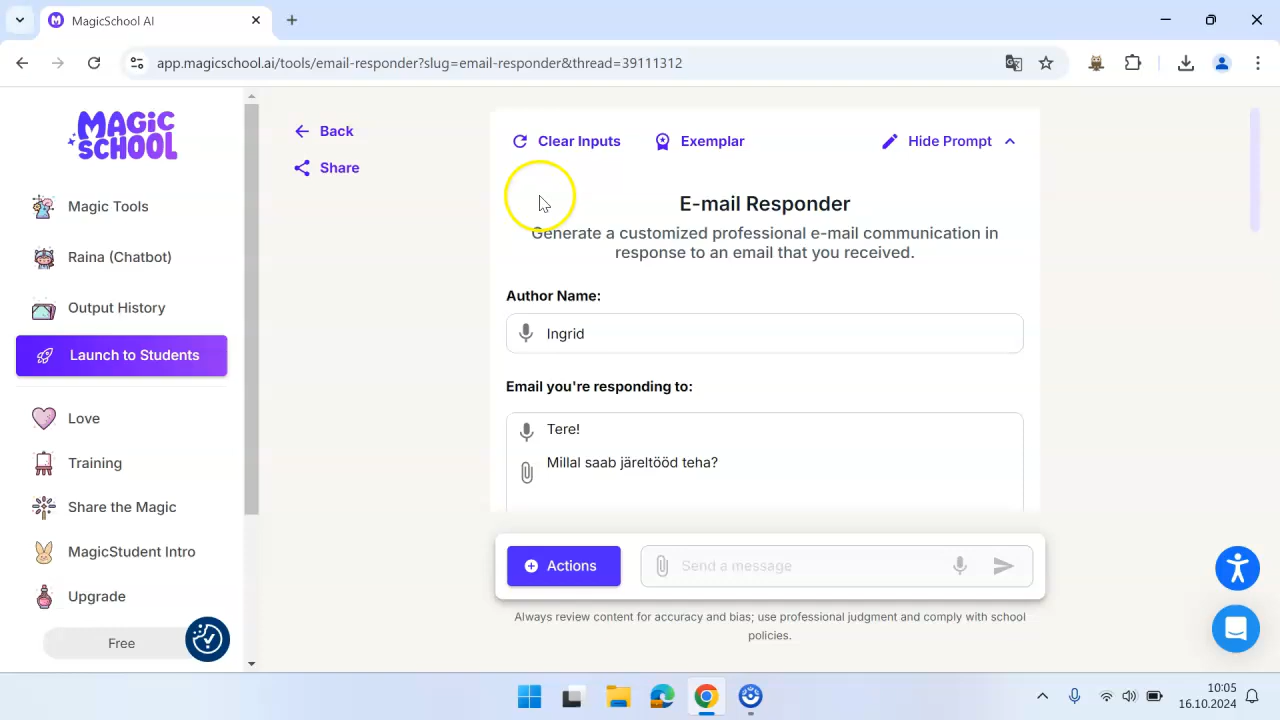 MagicSchool AI
app.magicschool.ai/tools/email-responder?slug=email-responder&thread=39111312
MAGIC
SCHOOL
Magic Tools
Raina (Chatbot)
Output History
Launch to Students
Love
Training
Share the Magic
MagicStudent Intro
Upgrade
Free
Back
Share
Clear Inputs
Exemplar
Hide Prompt
E-mail Responder
Generate a customized professional e-mail communication in
response to an email that you received.
Author Name:
Ingrid
Email you're responding to:
Tere!
Millal saab järeltööd teha?
Actions
Send a message
Always review content for accuracy and bias; use professional judgment and comply with school
policies.
10:05
16.10.2024